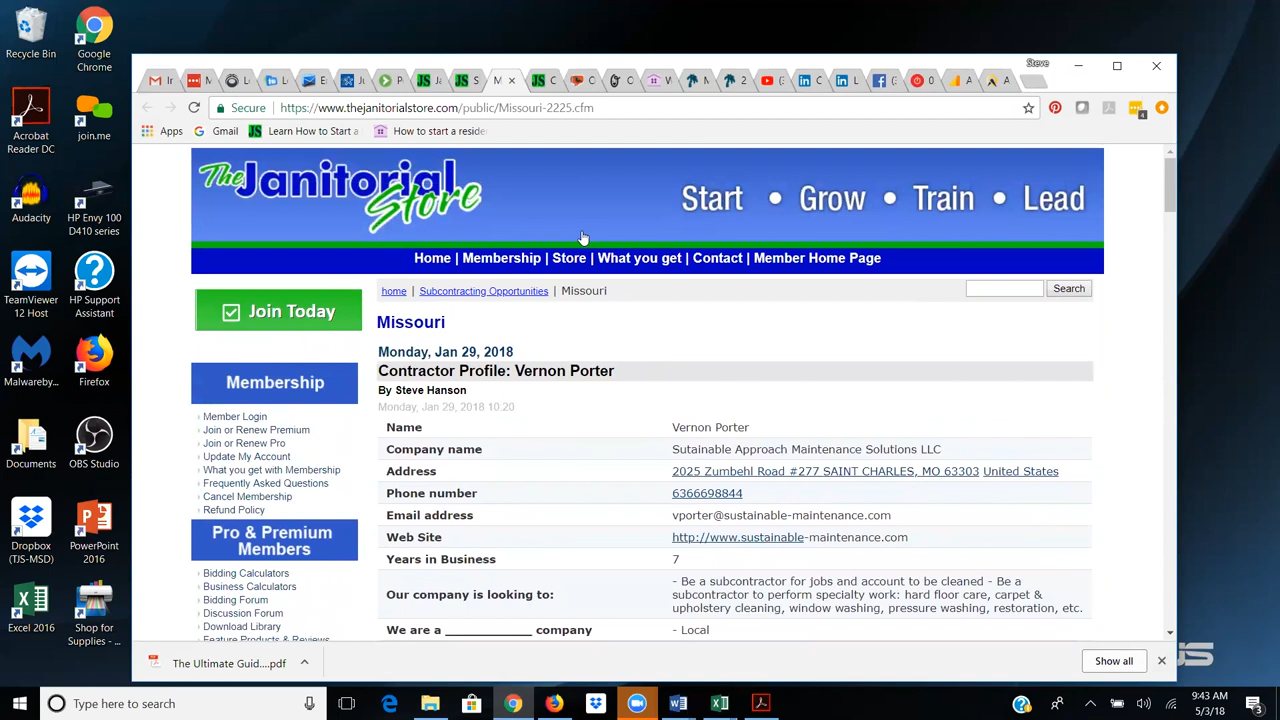 Recycle Bin
Google Chrome
Acrobat Reader DC
join.me
Audacity
HP Envy 100 D410 series
TeamViewer 12 Host
HP Support Assistant
Malwareby...
Firefox
Documents
OBS Studio
Dropbox (TJS-MSD)
PowerPoint 2016
Excel 2016
Shop for Supplies - ...
Steve
Secure
https://www.thejanitorialstore.com/public/Missouri-2225.cfm
Apps
Gmail
Learn How to Start a
How to start a reside
The Janitorial Store
Start • Grow • Train • Lead
Home | Membership | Store | What you get | Contact | Member Home Page
Join Today
home | Subcontracting Opportunities | Missouri
Search
Missouri
Monday, Jan 29, 2018
Contractor Profile: Vernon Porter
By Steve Hanson
Monday, Jan 29, 2018 10:20
Name Vernon Porter
Company name Sutainable Approach Maintenance Solutions LLC
Address 2025 Zumbehl Road #277 SAINT CHARLES, MO 63303 United States
Phone number 6366698844
Email address vporter@sustainable-maintenance.com
Web Site http://www.sustainable-maintenance.com
Years in Business 7
Our company is looking to: - Be a subcontractor for jobs and account to be cleaned - Be a
subcontractor to perform specialty work: hard floor care, carpet &
upholstery cleaning, window washing, pressure washing, restoration, etc.
We are a _____________ company - Local
Membership
Member Login
Join or Renew Premium
Join or Renew Pro
Update My Account
What you get with Membership
Frequently Asked Questions
Cancel Membership
Refund Policy
Pro & Premium
Members
Bidding Calculators
Business Calculators
Bidding Forum
Discussion Forum
Download Library
Feature Products & Reviews
The Ultimate Guid....pdf
Show all
Type here to search
9:43 AM
5/3/18